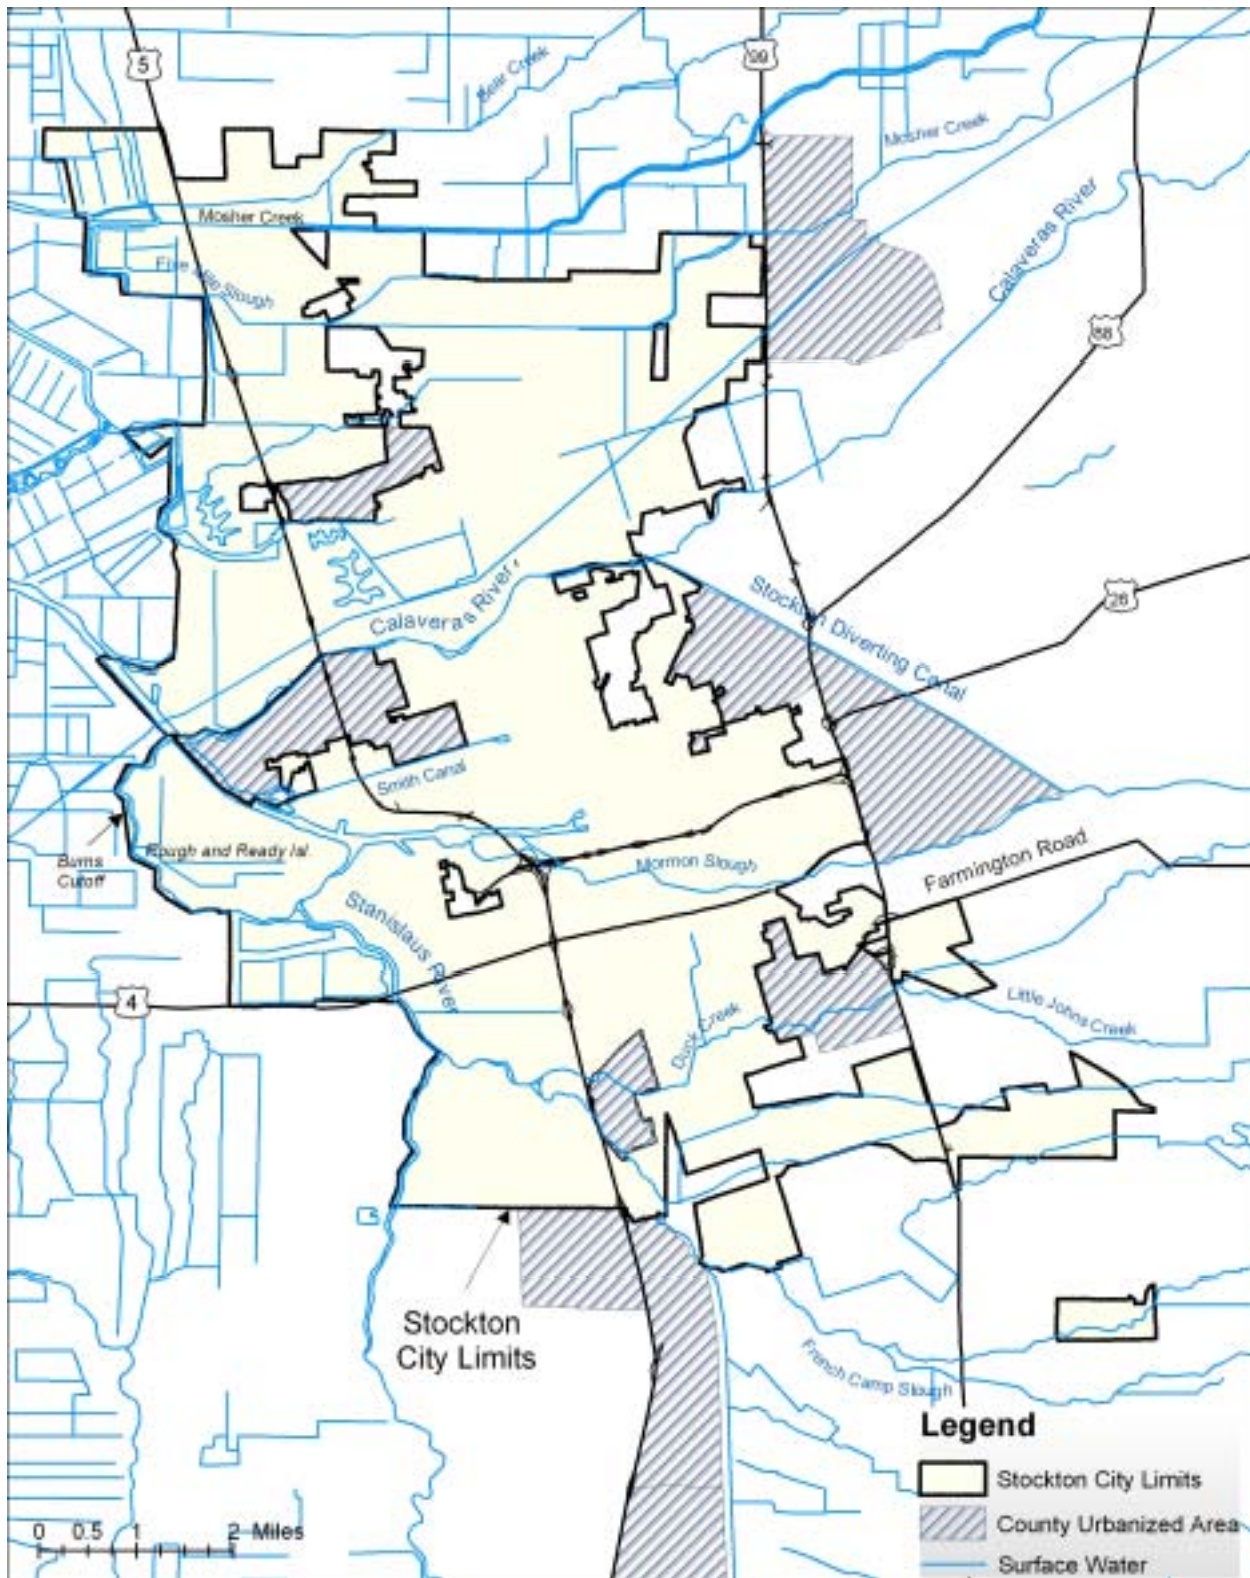 5
99
Bear Creek
Mosher Creek
Mosher Creek
Calaveras River
Five Mile Slough
88
26
Calaveras River
Stockton Diverting Canal
Smith Canal
Burns
Cutoff
Rough and Ready Isl.
Mormon Slough
Farmington Road
Stanislaus River
4
Duck Creek
Little Johns Creek
Stockton
City Limits
French Camp Slough
Legend
Stockton City Limits
County Urbanized Area
Surface Water
0 0.5 1 2 Miles